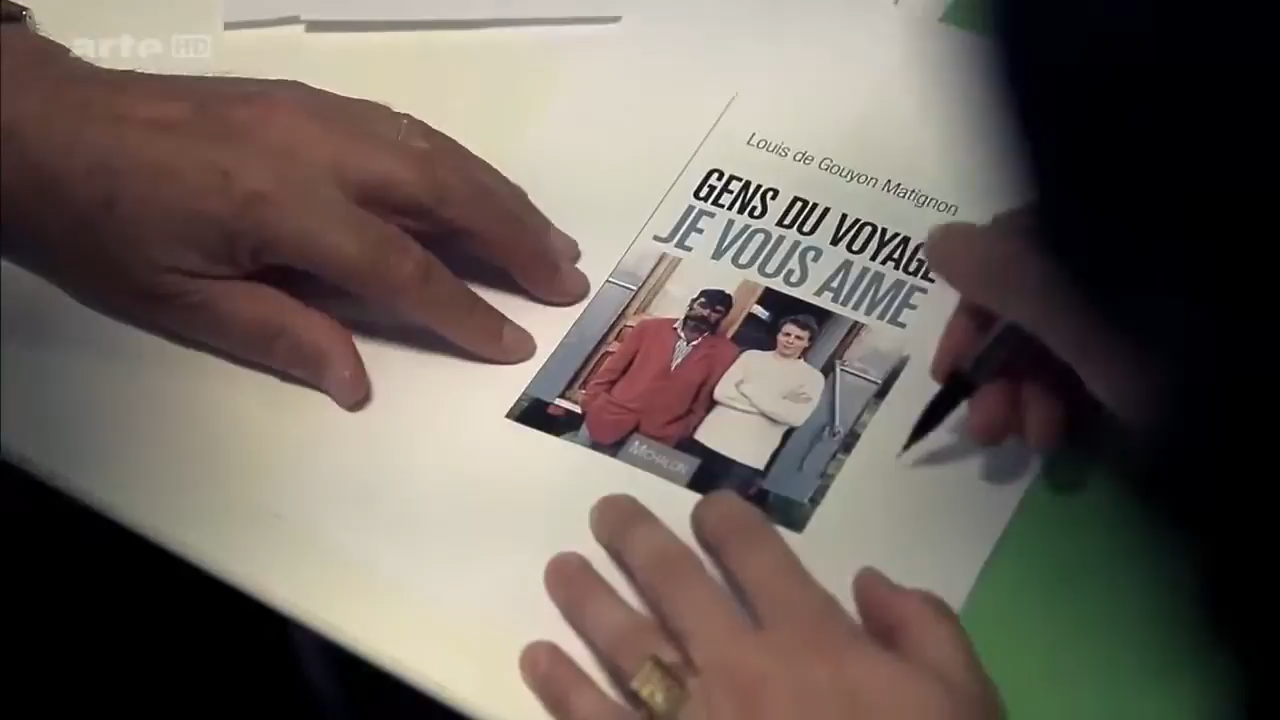 arte HD
Louis de Gouyon Matignon
GENS DU VOYAGE
JE VOUS AIME
MICHALON